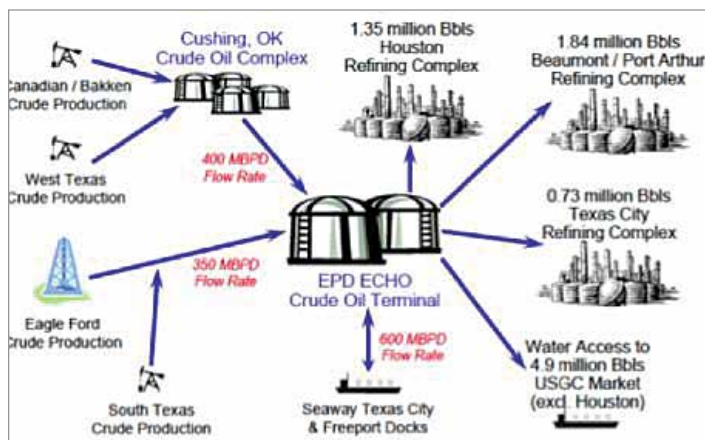 Cushing, OK
Crude Oil Complex
Canadian / Bakken
Crude Production
West Texas
Crude Production
400 MBPD
Flow Rate
1.35 million Bbls
Houston
Refining Complex
1.84 million Bbls
Beaumont / Port Arthur
Refining Complex
0.73 million Bbls
Texas City
Refining Complex
350 MBPD
Flow Rate
EPD ECHO
Crude Oil Terminal
Eagle Ford
Crude Production
600 MBPD
Flow Rate
Water Access to
4.9 million Bbls
USGC Market
(excl. Houston)
South Texas
Crude Production
Seaway Texas City
& Freeport Docks